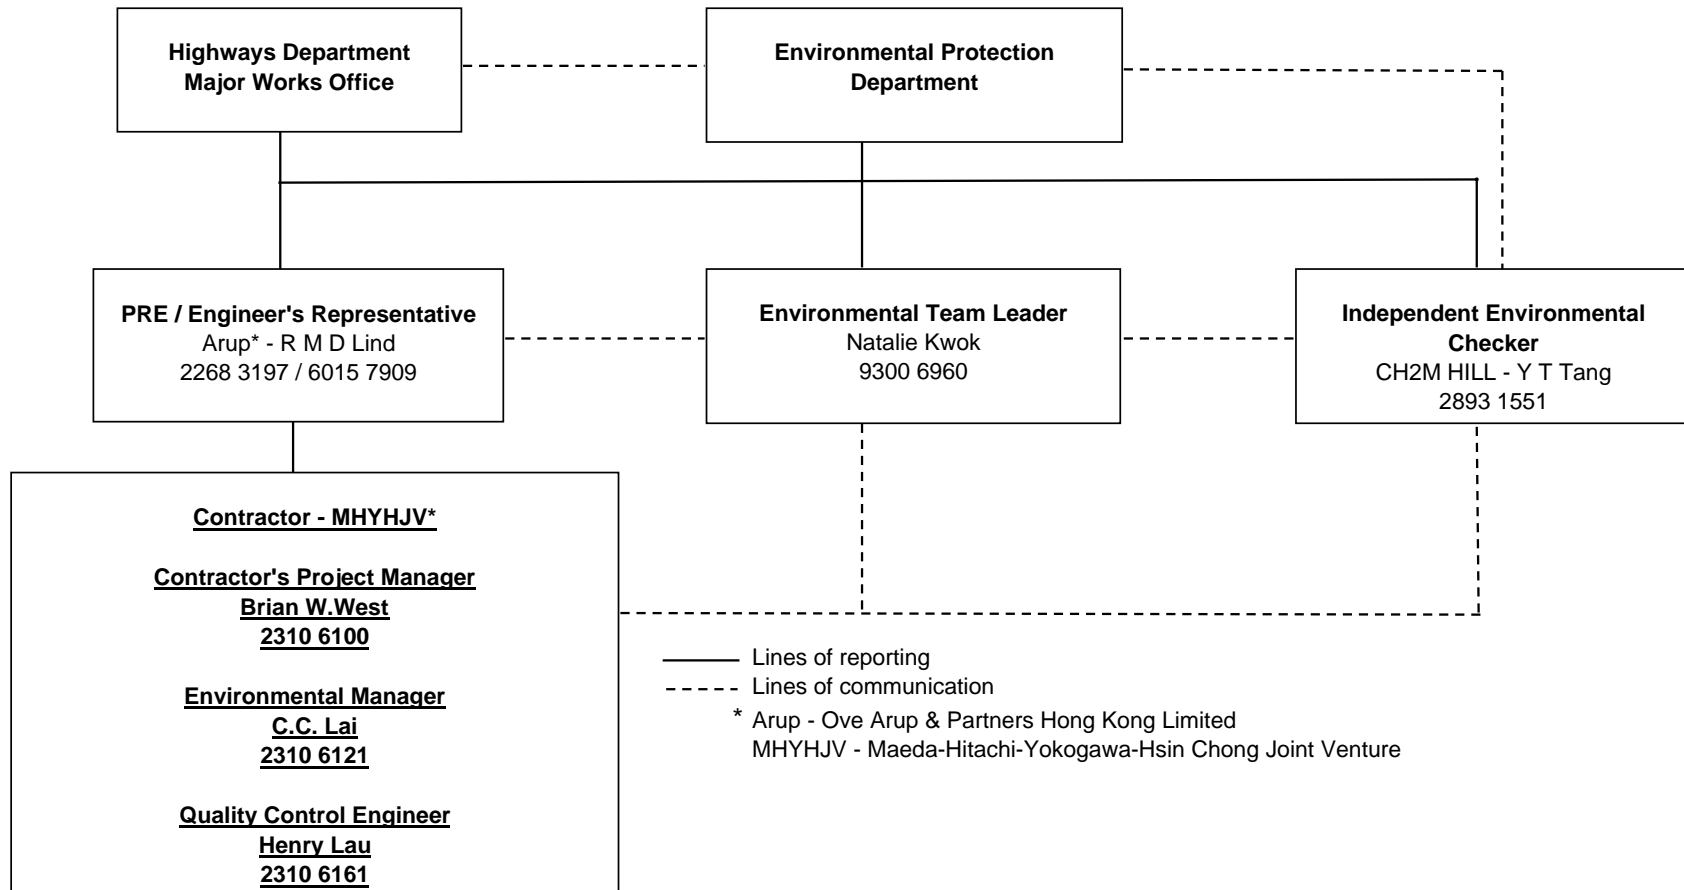 Highways Department
Major Works Office
Environmental Protection
Department
PRE / Engineer's Representative
Arup* - R M D Lind
2268 3197 / 6015 7909
Environmental Team Leader
Natalie Kwok
9300 6960
Independent Environmental
Checker
CH2M HILL - Y T Tang
2893 1551
Contractor - MHYHJV*
Contractor's Project Manager
Brian W.West
2310 6100
Environmental Manager
C.C. Lai
2310 6121
Quality Control Engineer
Henry Lau
2310 6161
Lines of reporting
Lines of communication
* Arup - Ove Arup & Partners Hong Kong Limited
MHYHJV - Maeda-Hitachi-Yokogawa-Hsin Chong Joint Venture